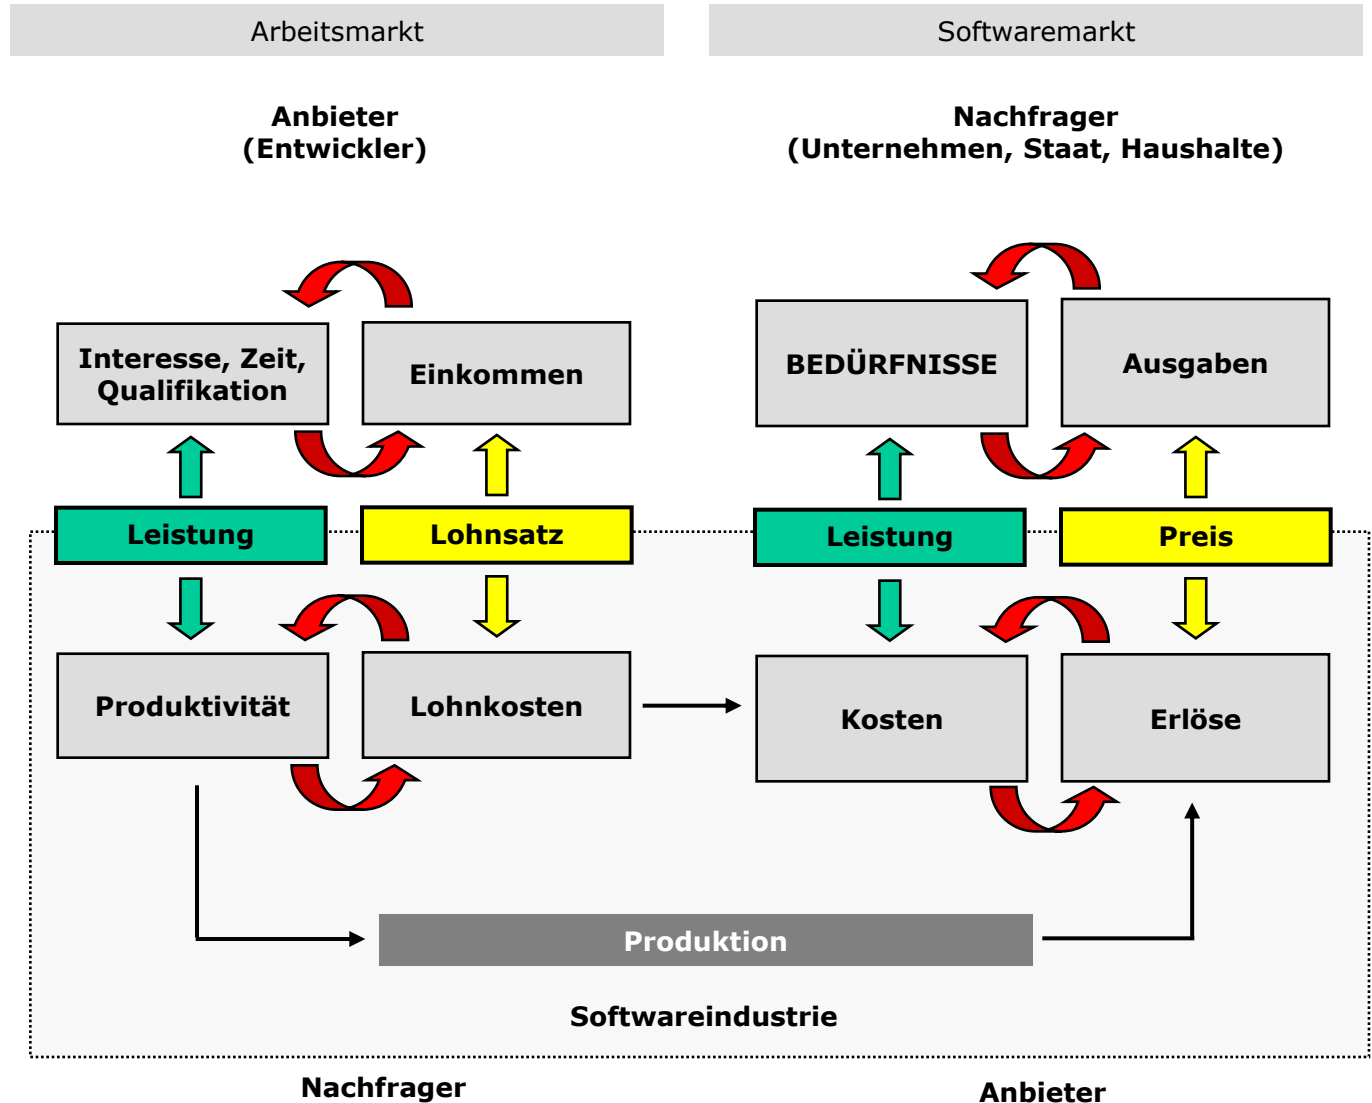 Arbeitsmarkt
Softwaremarkt
Anbieter
(Entwickler)
Nachfrager
(Unternehmen, Staat, Haushalte)
Interesse, Zeit,
Qualifikation
Einkommen
BEDÜRFNISSE
Ausgaben
Leistung
Lohnsatz
Leistung
Preis
Produktivität
Lohnkosten
Kosten
Erlöse
Produktion
Softwareindustrie
Nachfrager
Anbieter